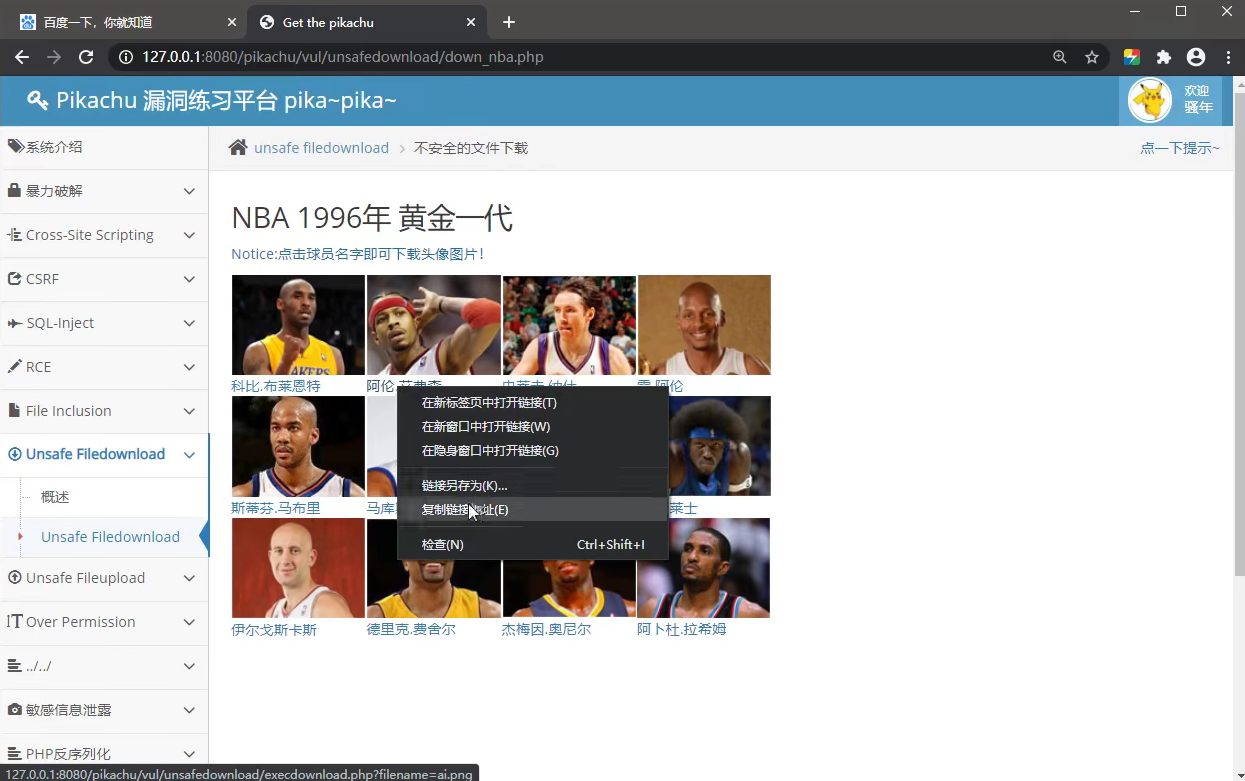 百度一下，你就知道
Get the pikachu
127.0.0.1:8080/pikachu/vul/unsafedownload/down_nba.php
Pikachu 漏洞练习平台 pika~pika~
欢迎
骚年
系统介绍
暴力破解
Cross-Site Scripting
CSRF
SQL-Inject
RCE
File Inclusion
Unsafe Filedownload
概述
Unsafe Filedownload
Unsafe Fileupload
Over Permission
../../
敏感信息泄露
PHP反序列化
unsafe filedownload
不安全的文件下载
点一下提示~
NBA 1996年 黄金一代
Notice:点击球员名字即可下载头像图片！
LAKERS
科比.布莱恩特
阿伦.艾弗森
史蒂夫.纳什
雷.阿伦
在新标签页中打开链接(T)
在新窗口中打开链接(W)
在隐身窗口中打开链接(G)
链接另存为(K)...
复制链接地址(E)
检查(N) Ctrl+Shift+I
斯蒂芬.马布里
马库
莱士
伊尔戈斯卡斯
德里克.费舍尔
杰梅因.奥尼尔
阿卜杜.拉希姆
127.0.0.1:8080/pikachu/vul/unsafedownload/execdownload.php?filename=ai.png